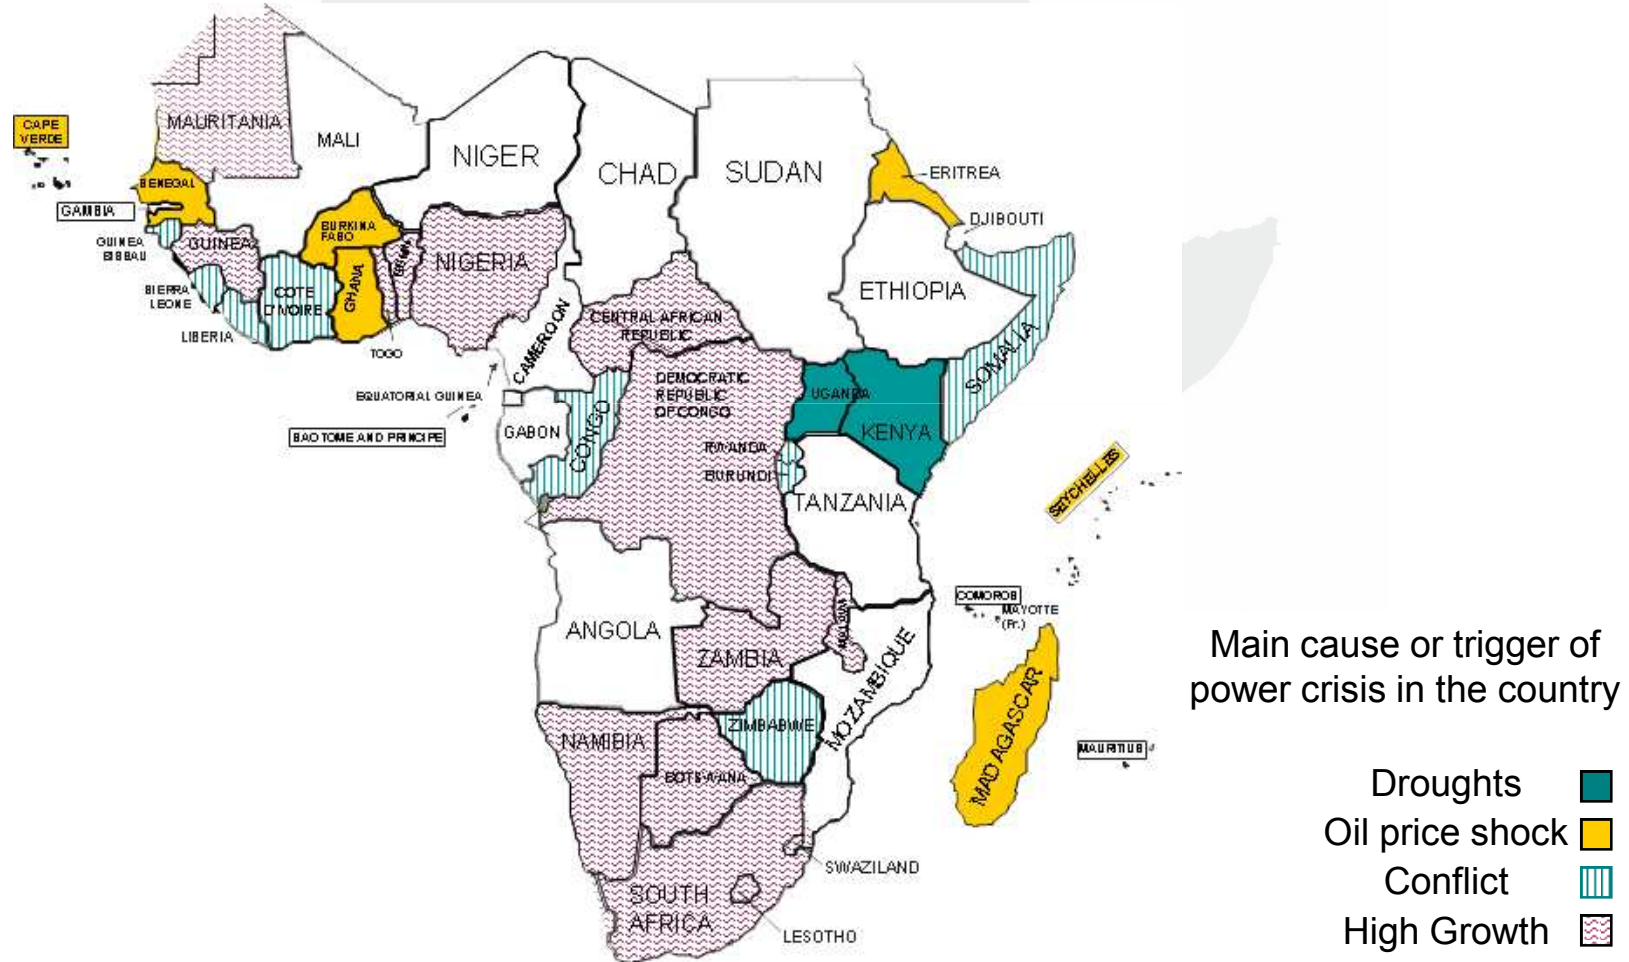 CAPE
VERDE
MAURITANIA
MALI
NIGER
CHAD
SUDAN
ERITREA
DJIBOUTI
SENEGAL
GAMBIA
GUINEA
BISSAU
GUINEA
BURKINA
FASO
BENIN
NIGERIA
ETHIOPIA
SIERRA
LEONE
COTE
D'VOIRE
GHANA
LIBERIA
TOGO
CAMEROON
CENTRAL AFRICAN
REPUBLIC
SOMALIA
EQUATORIAL GUINEA
DEMOCRATIC
REPUBLIC
OF CONGO
UGANDA
KENYA
SAO TOME AND PRINCIPE
GABON
CONGO
RWANDA
BURUNDI
TANZANIA
SEYCHELLES
COMOROS
MAYOTTE
(Fr.)
ANGOLA
ZAMBIA
MALAWI
MOZAMBIQUE
MADAGASCAR
ZIMBABWE
MAURITIUS
NAMIBIA
BOTSWANA
SWAZILAND
SOUTH
AFRICA
LESOTHO
Main cause or trigger of
power crisis in the country
Droughts
Oil price shock
Conflict
High Growth